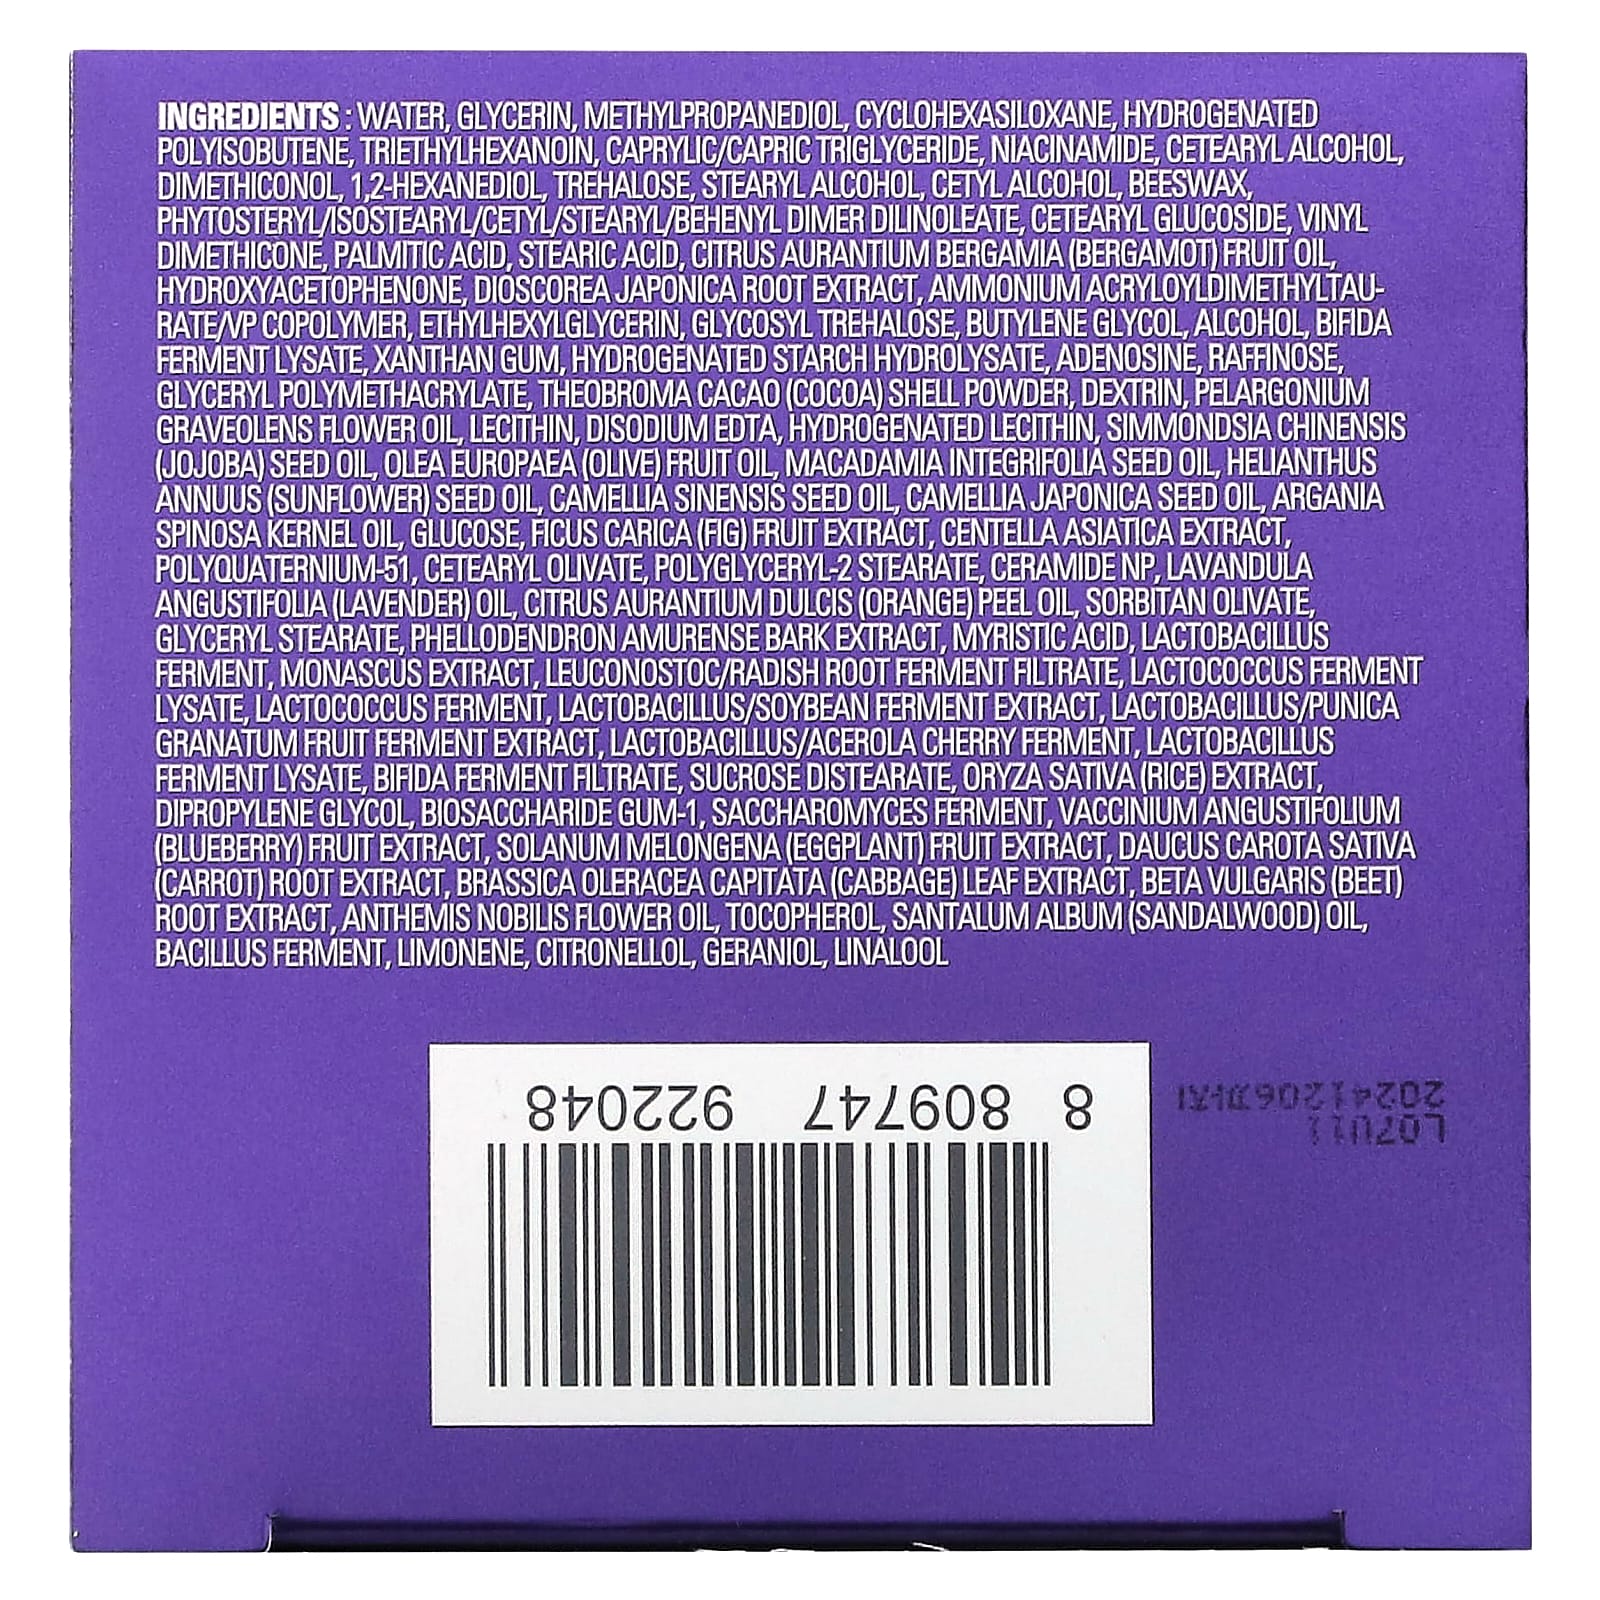 INGREDIENTS : WATER, GLYCERIN, METHYLPROPANEDIOL, CYCLOHEXASILOXANE, HYDROGENATED
POLYISOBUTENE, TRIETHYLHEXANOIN, CAPRYLIC/CAPRIC TRIGLYCERIDE, NIACINAMIDE, CETEARYL ALCOHOL,
DIMETHICONOL, 1,2-HEXANEDIOL, TREHALOSE, STEARYL ALCOHOL, CETYL ALCOHOL, BEESWAX,
PHYTOSTERYL/ISOSTEARYL/CETYL/STEARYL/BEHENYL DIMER DILINOLEATE, CETEARYL GLUCOSIDE, VINYL
DIMETHICONE, PALMITIC ACID, STEARIC ACID, CITRUS AURANTIUM BERGAMIA (BERGAMOT) FRUIT OIL,
HYDROXYACETOPHENONE, DIOSCOREA JAPONICA ROOT EXTRACT, AMMONIUM ACRYLOYLDIMETHYLTAU-
RATE/VP COPOLYMER, ETHYLHEXYLGLYCERIN, GLYCOSYL TREHALOSE, BUTYLENE GLYCOL, ALCOHOL, BIFIDA
FERMENT LYSATE, XANTHAN GUM, HYDROGENATED STARCH HYDROLYSATE, ADENOSINE, RAFFINOSE,
GLYCERYL POLYMETHACRYLATE, THEOBROMA CACAO (COCOA) SHELL POWDER, DEXTRIN, PELARGONIUM
GRAVEOLENS FLOWER OIL, LECITHIN, DISODIUM EDTA, HYDROGENATED LECITHIN, SIMMONDSIA CHINENSIS
(JOJOBA) SEED OIL, OLEA EUROPAEA (OLIVE) FRUIT OIL, MACADAMIA INTEGRIFOLIA SEED OIL, HELIANTHUS
ANNUUS (SUNFLOWER) SEED OIL, CAMELLIA SINENSIS SEED OIL, CAMELLIA JAPONICA SEED OIL, ARGANIA
SPINOSA KERNEL OIL, GLUCOSE, FICUS CARICA (FIG) FRUIT EXTRACT, CENTELLA ASIATICA EXTRACT,
POLYQUATERNIUM-51, CETEARYL OLIVATE, POLYGLYCERYL-2 STEARATE, CERAMIDE NP, LAVANDULA
ANGUSTIFOLIA (LAVENDER) OIL, CITRUS AURANTIUM DULCIS (ORANGE) PEEL OIL, SORBITAN OLIVATE,
GLYCERYL STEARATE, PHELLODENDRON AMURENSE BARK EXTRACT, MYRISTIC ACID, LACTOBACILLUS
FERMENT, MONASCUS EXTRACT, LEUCONOSTOC/RADISH ROOT FERMENT FILTRATE, LACTOCOCCUS FERMENT
LYSATE, LACTOCOCCUS FERMENT, LACTOBACILLUS/SOYBEAN FERMENT EXTRACT, LACTOBACILLUS/PUNICA
GRANATUM FRUIT FERMENT EXTRACT, LACTOBACILLUS/ACEROLA CHERRY FERMENT, LACTOBACILLUS
FERMENT LYSATE, BIFIDA FERMENT FILTRATE, SUCROSE DISTEARATE, ORYZA SATIVA (RICE) EXTRACT,
DIPROPYLENE GLYCOL, BIOSACCHARIDE GUM-1, SACCHAROMYCES FERMENT, VACCINIUM ANGUSTIFOLIUM
(BLUEBERRY) FRUIT EXTRACT, SOLANUM MELONGENA (EGGPLANT) FRUIT EXTRACT, DAUCUS CAROTA SATIVA
(CARROT) ROOT EXTRACT, BRASSICA OLERACEA CAPITATA (CABBAGE) LEAF EXTRACT, BETA VULGARIS (BEET)
ROOT EXTRACT, ANTHEMIS NOBILIS FLOWER OIL, TOCOPHEROL, SANTALUM ALBUM (SANDALWOOD) OIL,
BACILLUS FERMENT, LIMONENE, CITRONELLOL, GERANIOL, LINALOOL
8 809747 922048
L07U11
20241206까지